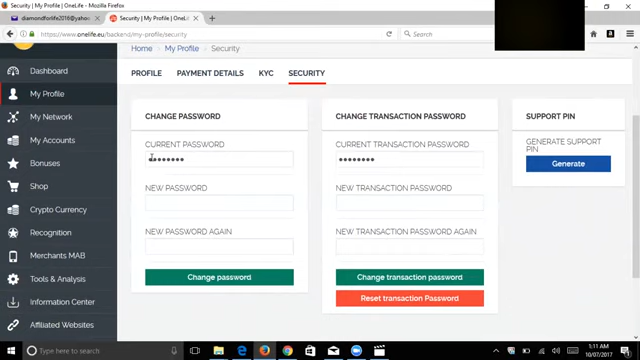 Security | My Profile | OneLife - Mozilla Firefox
diamondforlife2016@yahoo
Security | My Profile | OneLif
https://www.onelife.eu/backend/my-profile/security
Search
Home > My Profile > Security
Dashboard
My Profile
My Network
My Accounts
Bonuses
Shop
Crypto Currency
Recognition
Merchants MAB
Tools & Analysis
Information Center
Affiliated Websites
PROFILE
PAYMENT DETAILS
KYC
SECURITY
CHANGE PASSWORD
CURRENT PASSWORD
NEW PASSWORD
NEW PASSWORD AGAIN
Change password
CHANGE TRANSACTION PASSWORD
CURRENT TRANSACTION PASSWORD
NEW TRANSACTION PASSWORD
NEW TRANSACTION PASSWORD AGAIN
Change transaction password
Reset transaction Password
SUPPORT PIN
GENERATE SUPPORT
PIN
Generate
Type here to search
1:11 AM
10/07/2017